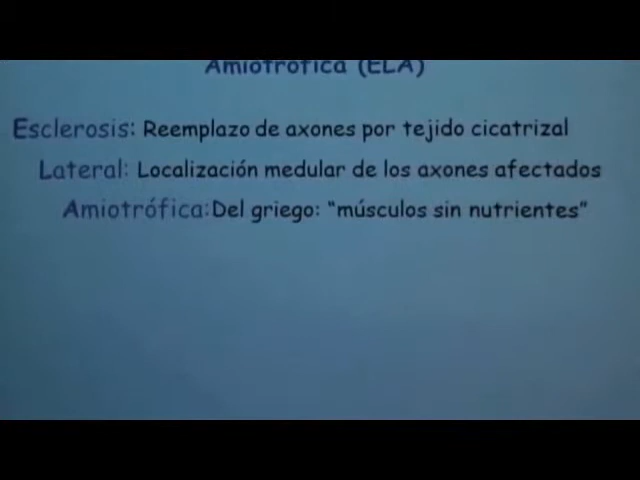 Amiotrófica (ELA)
Esclerosis: Reemplazo de axones por tejido cicatrizal
Lateral: Localización medular de los axones afectados
Amiotrófica:Del griego: "músculos sin nutrientes"